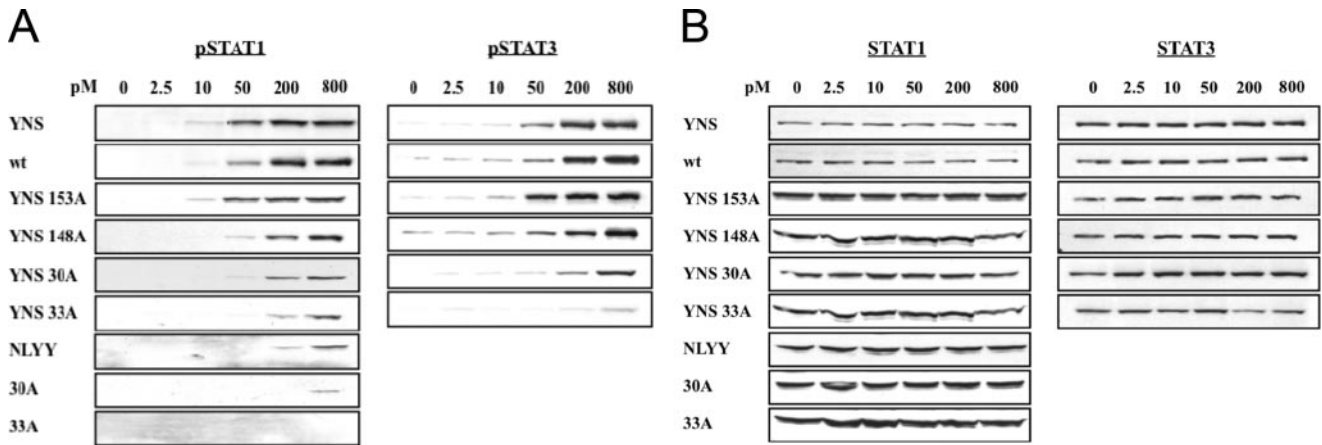 A
B
pSTAT1
pSTAT3
pM 0 2.5 10 50 200 800
0 2.5 10 50 200 800
YNS
wt
YNS 153A
YNS 148A
YNS 30A
YNS 33A
NLYY
30A
33A
STAT1
STAT3
pM 0 2.5 10 50 200 800
0 2.5 10 50 200 800
YNS
wt
YNS 153A
YNS 148A
YNS 30A
YNS 33A
NLYY
30A
33A